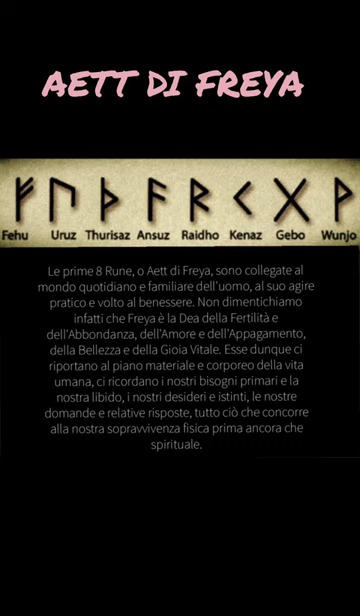 AETT DI FREYA
ᚠ ᚢ ᚦ ᚨ ᚱ ᚲ ᚷ ᚹ
Fehu Uruz Thurisaz Ansuz Raidho Kenaz Gebo Wunjo
Le prime 8 Rune, o Aett di Freya, sono collegate al
mondo quotidiano e familiare dell'uomo, al suo agire
pratico e volto al benessere. Non dimentichiamo
infatti che Freya è la Dea della Fertilità e
dell'Abbondanza, dell'Amore e dell'Appagamento,
della Bellezza e della Gioia Vitale. Esse dunque ci
riportano al piano materiale e corporeo della vita
umana, ci ricordano i nostri bisogni primari e la
nostra libido, i nostri desideri e istinti, le nostre
domande e relative risposte, tutto ciò che concorre
alla nostra sopravvivenza fisica prima ancora che
spirituale.